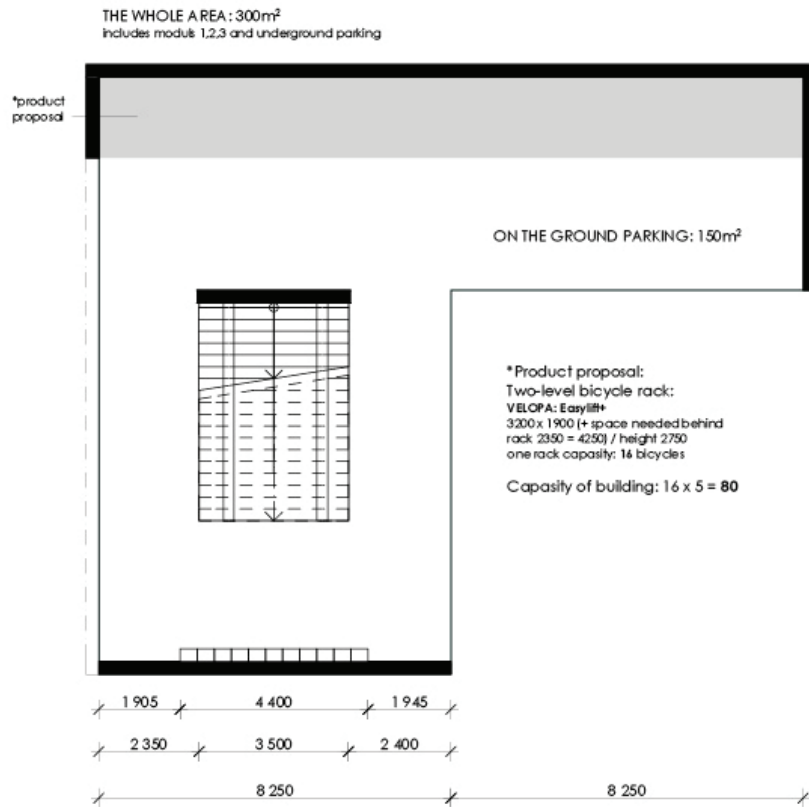 THE WHOLE AREA: 300m²
includes moduls 1,2,3 and underground parking
*product
proposal
ON THE GROUND PARKING: 150m²
*Product proposal:
Two-level bicycle rack:
VELOPA: Easylift+
3200 x 1900 (+ space needed behind
rack 2350 = 4250) / height 2750
one rack capacity: 16 bicycles
Capasity of building: 16 x 5 = 80
1 905 4 400 1 945
2 350 3 500 2 400
8 250 8 250